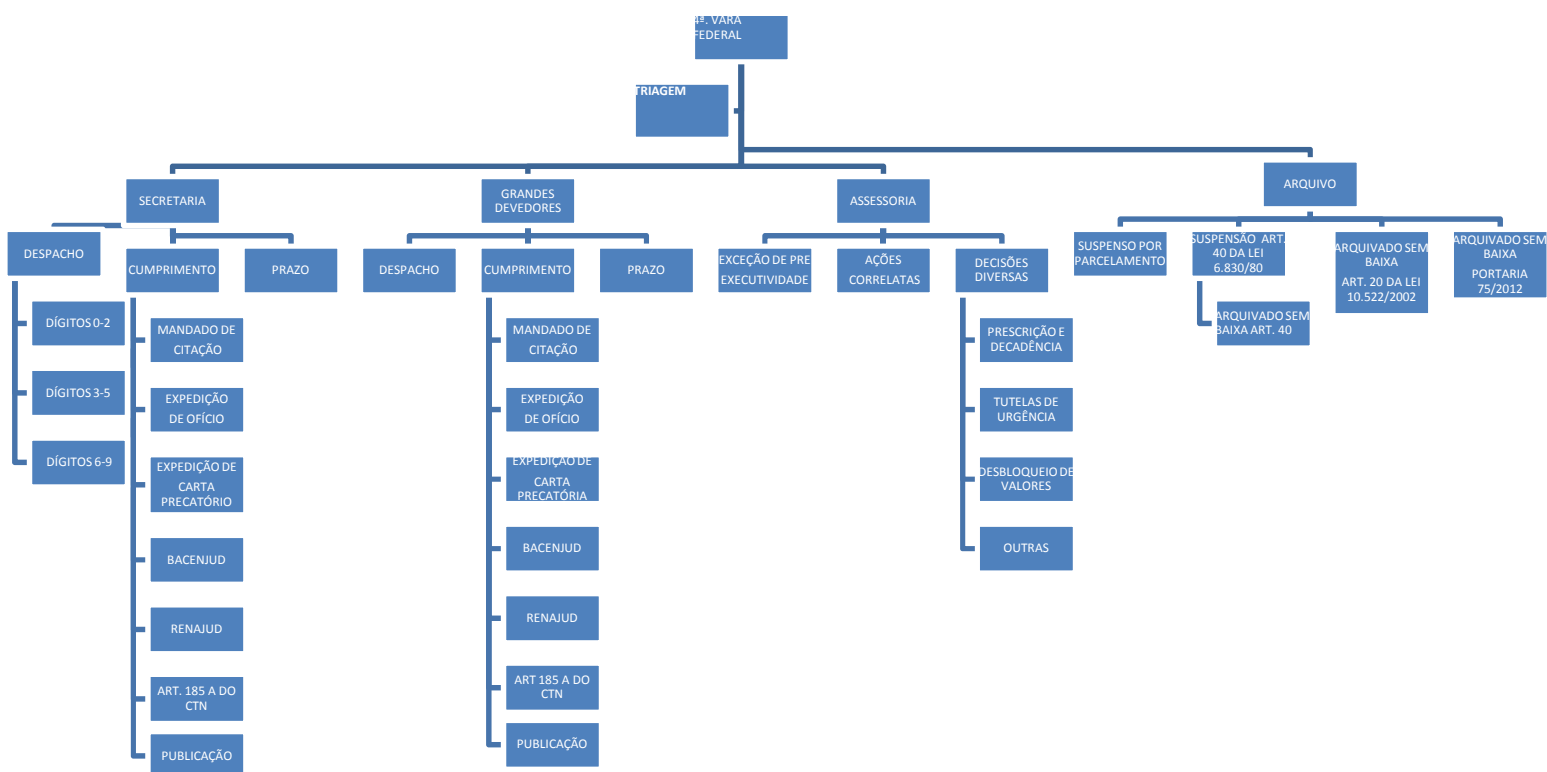 4ª. VARA
FEDERAL
TRIAGEM
SECRETARIA
GRANDES
DEVEDORES
ASSESSORIA
ARQUIVO
DESPACHO
CUMPRIMENTO
PRAZO
DESPACHO
CUMPRIMENTO
PRAZO
EXCEÇÃO DE PRE
EXECUTIVIDADE
AÇÕES
CORRELATAS
DECISÕES
DIVERSAS
SUSPENSO POR
PARCELAMENTO
SUSPENSÃO ART.
40 DA LEI
6.830/80
ARQUIVADO SEM
BAIXA
ART. 20 DA LEI
10.522/2002
ARQUIVADO SEM
BAIXA
PORTARIA
75/2012
DÍGITOS 0-2
DÍGITOS 3-5
DÍGITOS 6-9
MANDADO DE
CITAÇÃO
EXPEDIÇÃO
DE OFÍCIO
EXPEDIÇÃO DE
CARTA
PRECATÓRIO
BACENJUD
RENAJUD
ART. 185 A DO
CTN
PUBLICAÇÃO
MANDADO DE
CITAÇÃO
EXPEDIÇÃO
DE OFÍCIO
EXPEDIÇÃO DE
CARTA
PRECATÓRIA
BACENJUD
RENAJUD
ART 185 A DO
CTN
PUBLICAÇÃO
PRESCRIÇÃO E
DECADÊNCIA
TUTELAS DE
URGÊNCIA
DESBLOQUEIO DE
VALORES
OUTRAS
ARQUIVADO SEM
BAIXA ART. 40